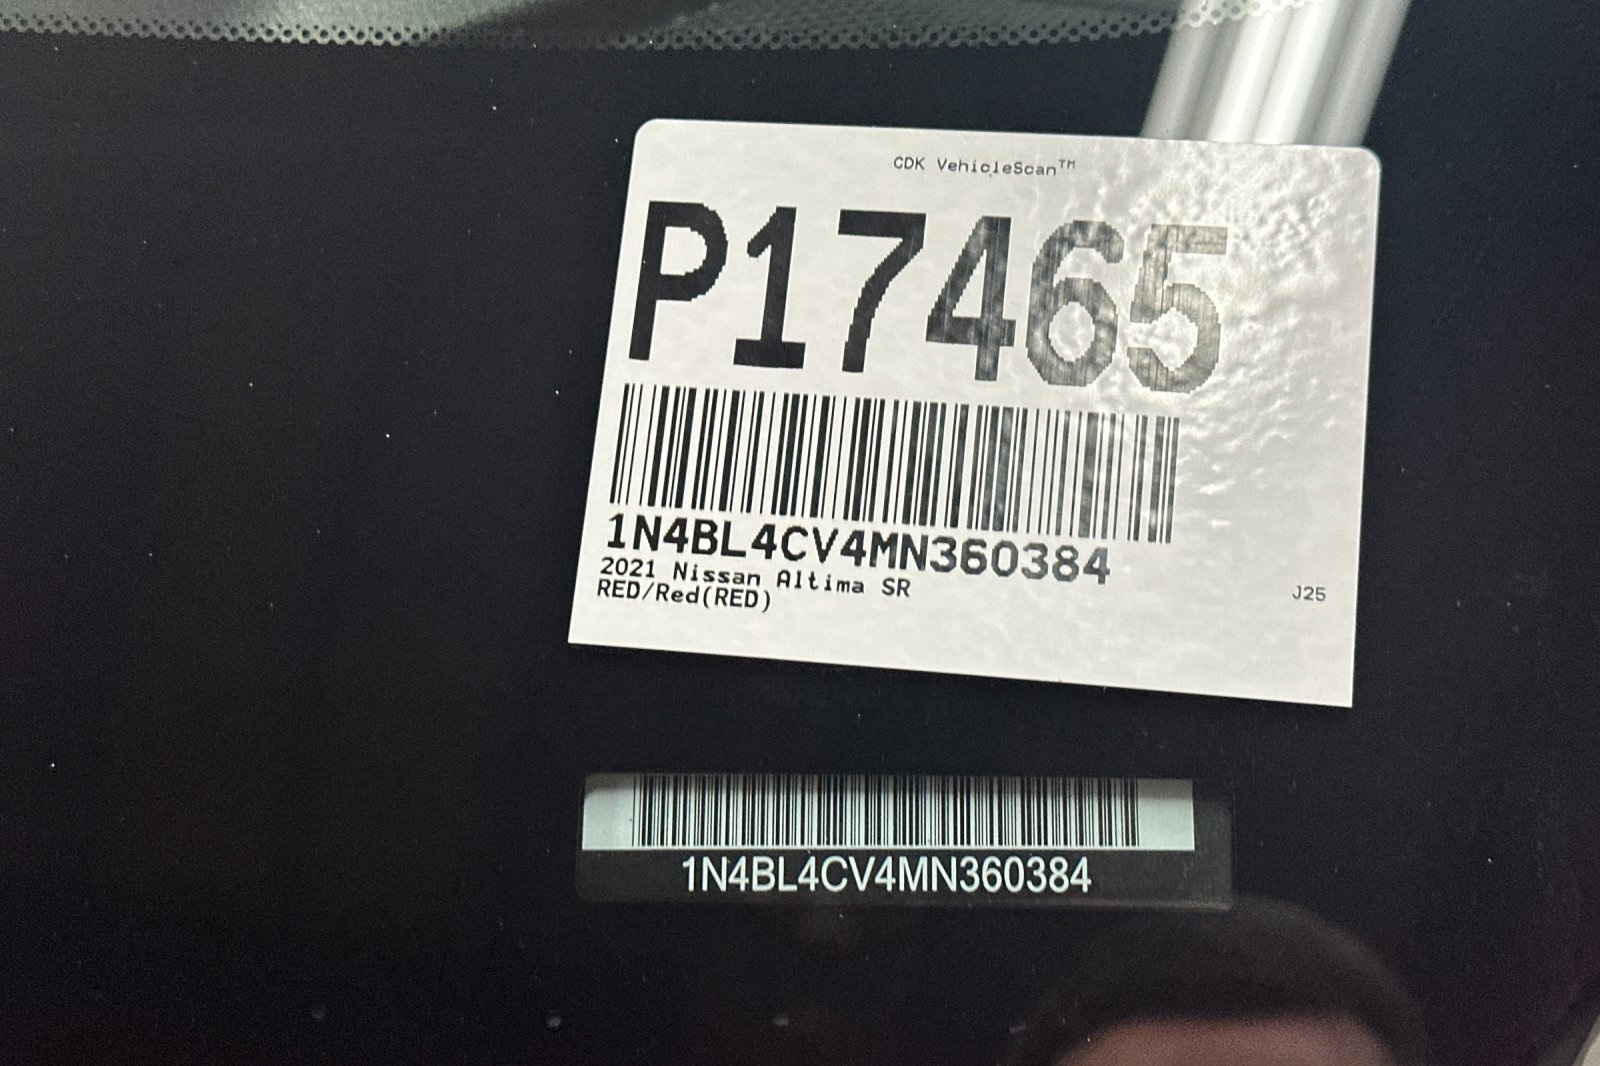 CDK VehicleScan™
P17465
1N4BL4CV4MN360384
2021 Nissan Altima SR
RED/Red(RED)
J25
1N4BL4CV4MN360384